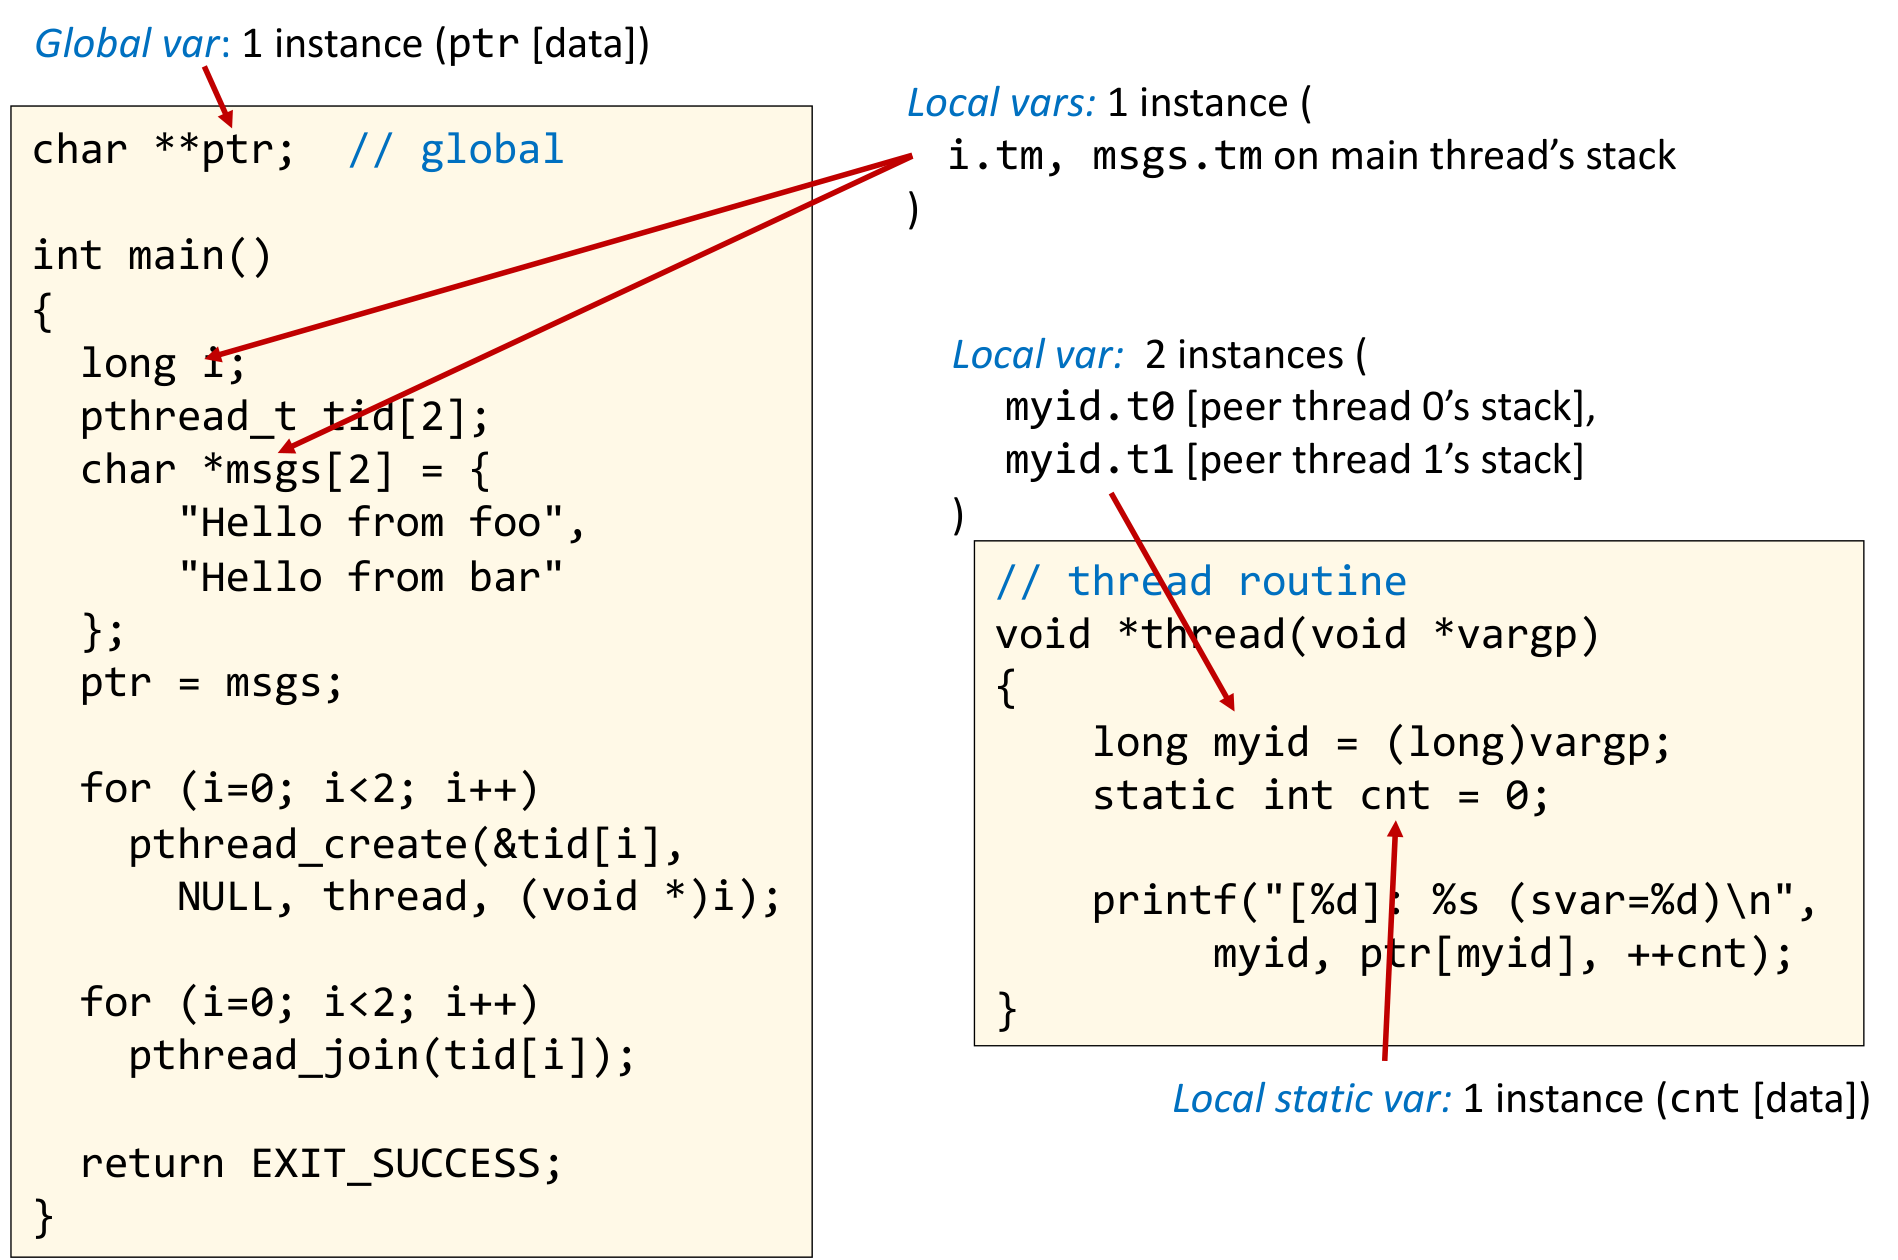 Global var: 1 instance (ptr [data])
char **ptr;  // global
int main()
{
  long i;
  pthread_t tid[2];
  char *msgs[2] = {
      "Hello from foo",
      "Hello from bar"
  };
  ptr = msgs;
  for (i=0; i<2; i++)
    pthread_create(&tid[i],
      NULL, thread, (void *)i);
  for (i=0; i<2; i++)
    pthread_join(tid[i]);
  return EXIT_SUCCESS;
}
Local vars: 1 instance (
i.tm, msgs.tm on main thread’s stack
)
Local var:  2 instances (
myid.t0 [peer thread 0’s stack],
myid.t1 [peer thread 1’s stack]
)
// thread routine
void *thread(void *vargp)
{
    long myid = (long)vargp;
    static int cnt = 0;
    printf("[%d]: %s (svar=%d)\n",
         myid, ptr[myid], ++cnt);
}
Local static var: 1 instance (cnt [data])